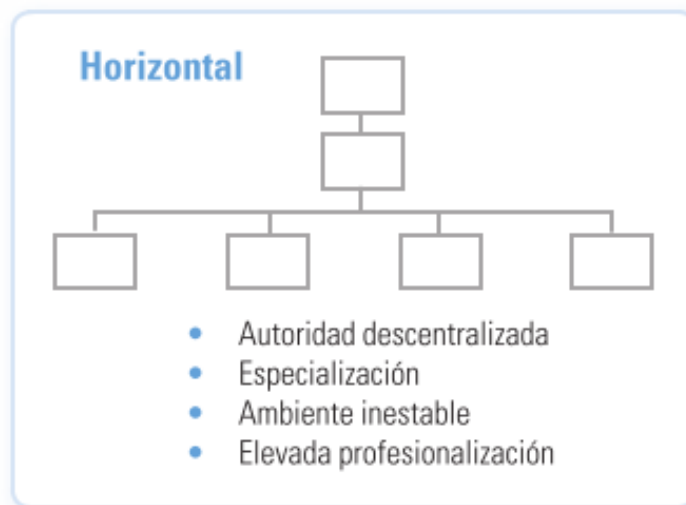 Horizontal
• Autoridad descentralizada
• Especialización
• Ambiente inestable
• Elevada profesionalización